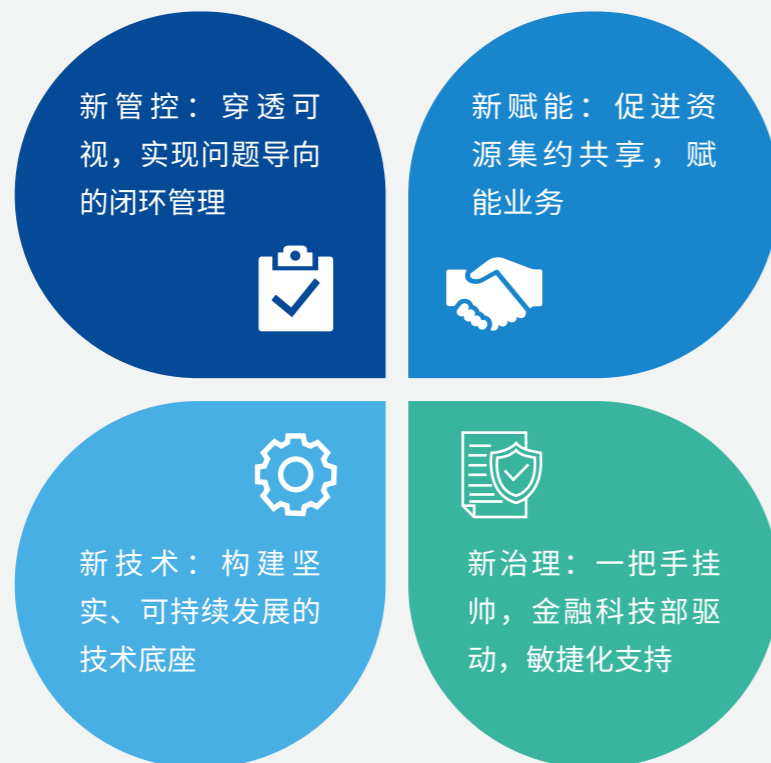 新管控：穿透可
视，实现问题导向
的闭环管理
新赋能：促进资
源集约共享，赋
能业务
新技术：构建坚
实、可持续发展的
技术底座
新治理：一把手挂
帅，金融科技部驱
动，敏捷化支持